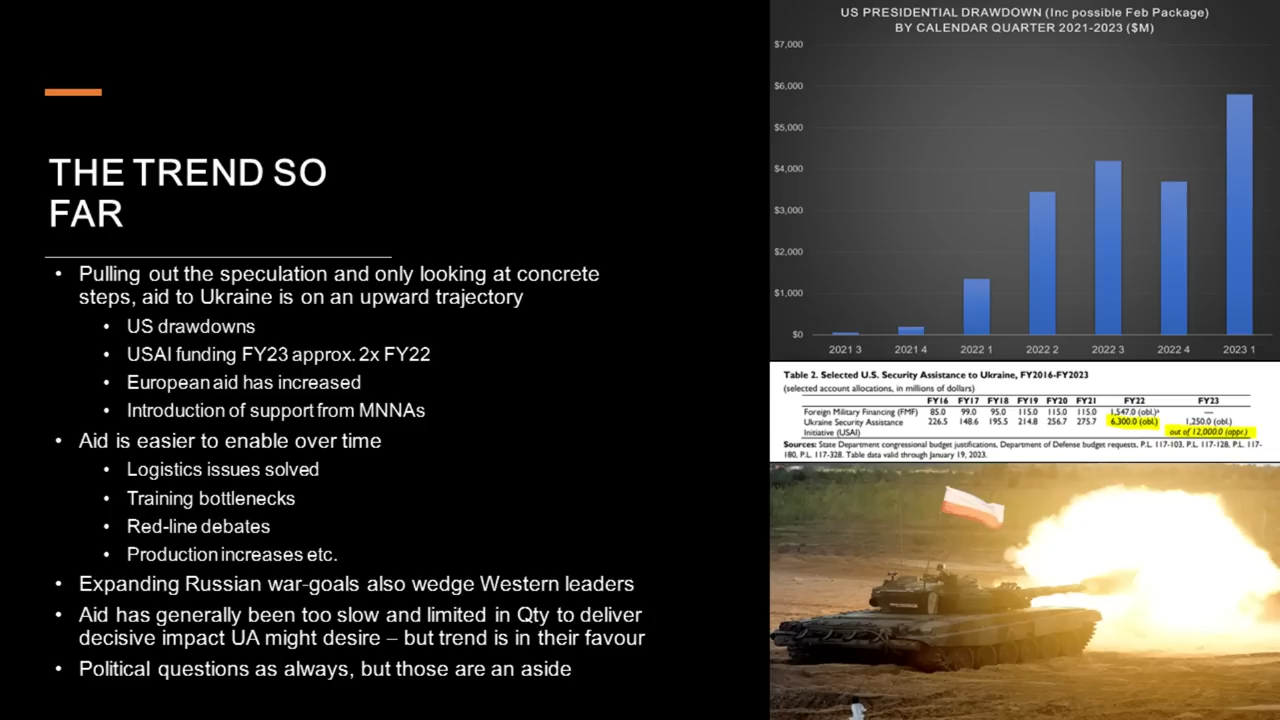 THE TREND SO
FAR
• Pulling out the speculation and only looking at concrete
steps, aid to Ukraine is on an upward trajectory
• US drawdowns
• USAI funding FY23 approx. 2x FY22
• European aid has increased
• Introduction of support from MNNAs
• Aid is easier to enable over time
• Logistics issues solved
• Training bottlenecks
• Red-line debates
• Production increases etc.
• Expanding Russian war-goals also wedge Western leaders
• Aid has generally been too slow and limited in Qty to deliver
decisive impact UA might desire – but trend is in their favour
• Political questions as always, but those are an aside
US PRESIDENTIAL DRAWDOWN (Inc possible Feb Package)
BY CALENDAR QUARTER 2021-2023 ($M)
$7,000
$6,000
$5,000
$4,000
$3,000
$2,000
$1,000
$0
2021 3 2021 4 2022 1 2022 2 2022 3 2022 4 2023 1
Table 2. Selected U.S. Security Assistance to Ukraine, FY2016-FY2023
(selected account allocations, in millions of dollars)
FY16 FY17 FY18 FY19 FY20 FY21 FY22 FY23
Foreign Military Financing (FMF) 85.0 99.0 95.0 115.0 115.0 115.0 1,547.0 (obl.)ª —
Ukraine Security Assistance 226.5 148.6 195.5 214.8 256.7 275.7 6,300.0 (obl.) 1,250.0 (obl.)
Initiative (USAI) out of 12,000.0 (appr.)
Sources: State Department congressional budget justifications, Department of Defense budget requests, P.L. 117-103, P.L. 117-128, P.L. 117-
180, P.L. 117-328. Table data valid through January 19, 2023.